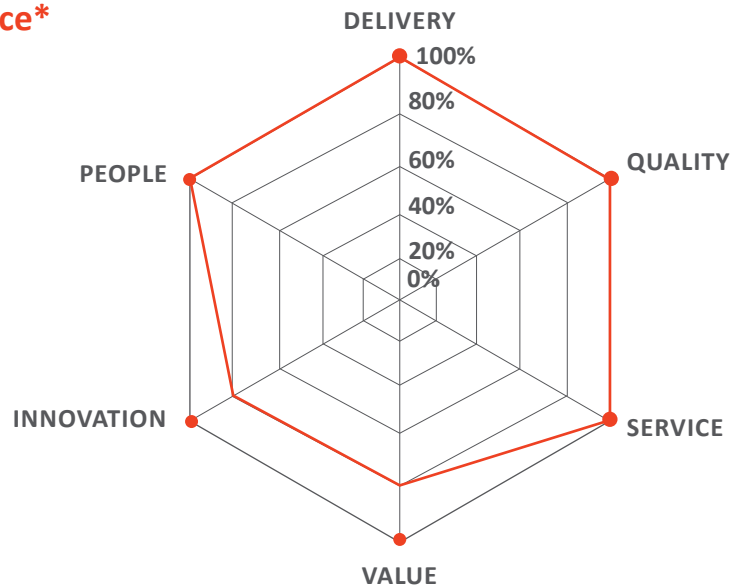 ce*
DELIVERY
100%
80%
PEOPLE
QUALITY
60%
40%
20%
0%
INNOVATION
SERVICE
VALUE